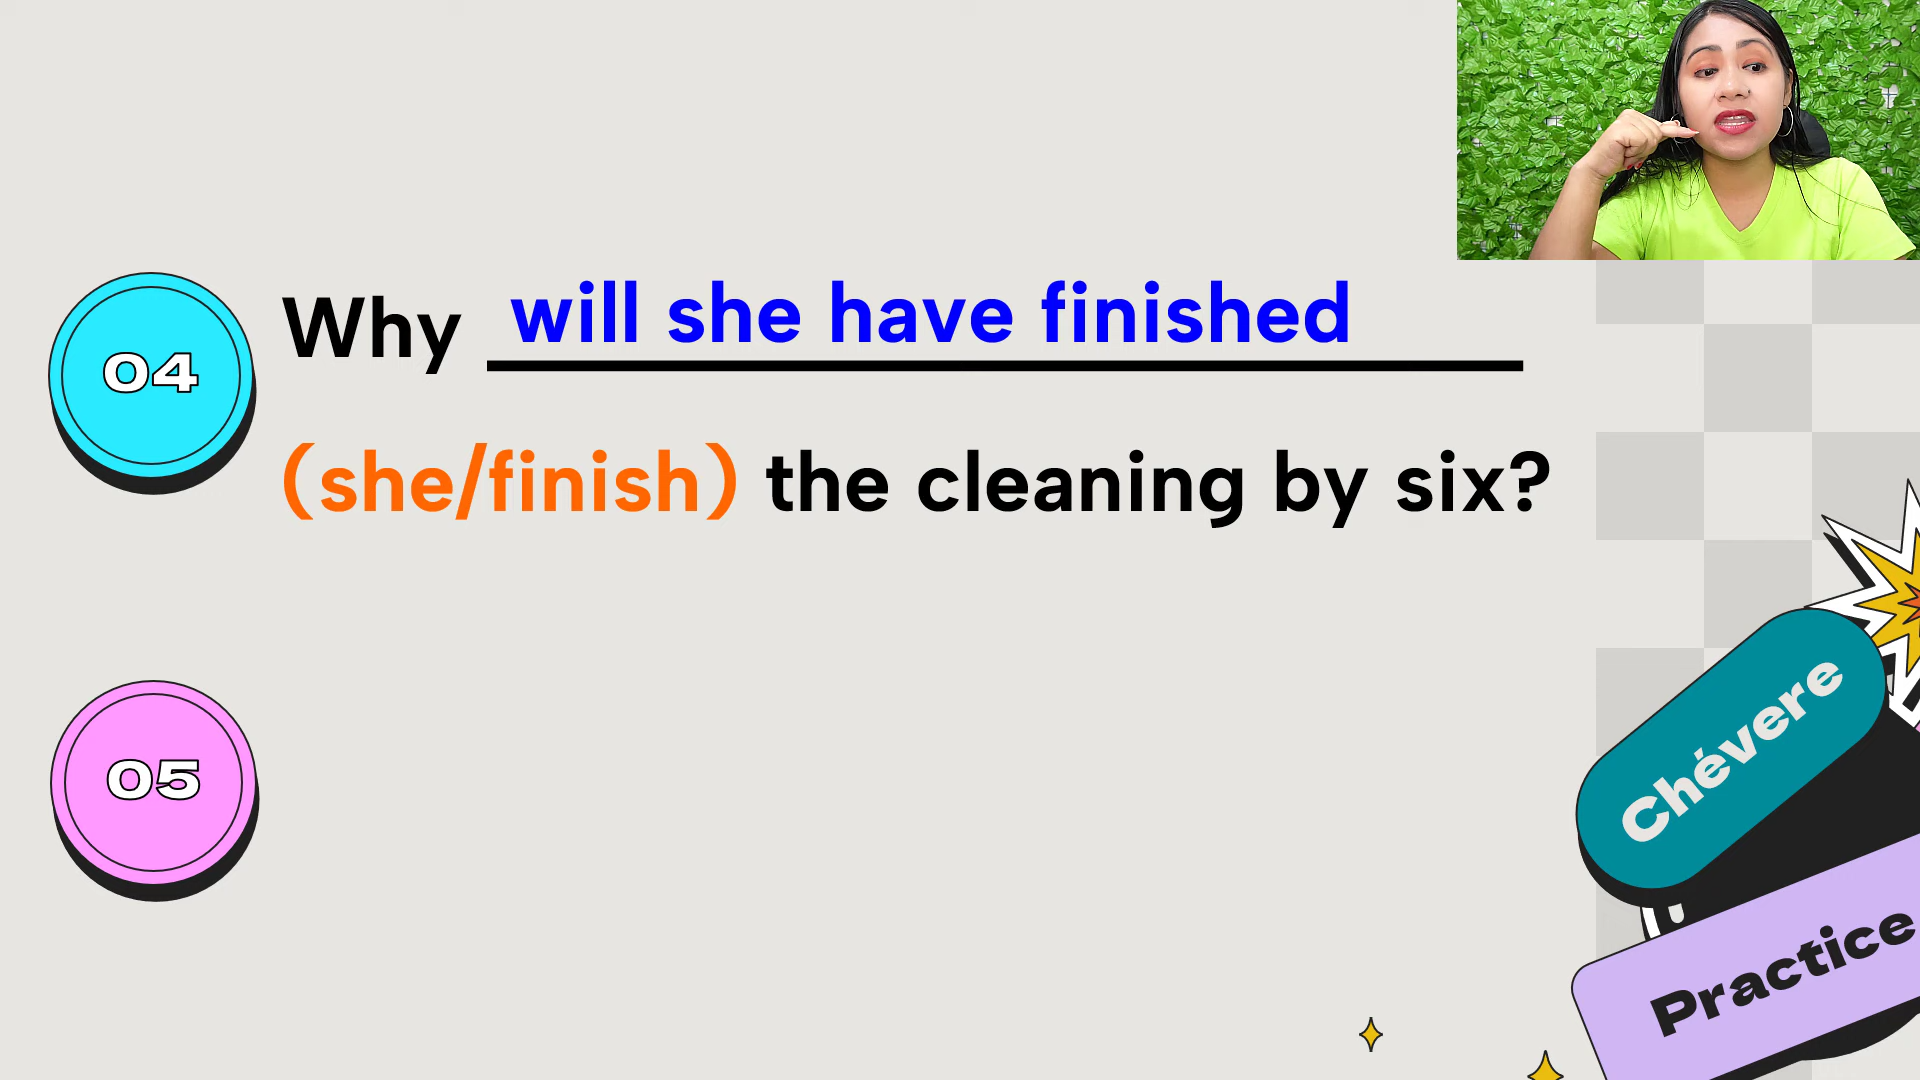 04
Why will she have finished
(she/finish) the cleaning by six?
05
Chévere
Practice